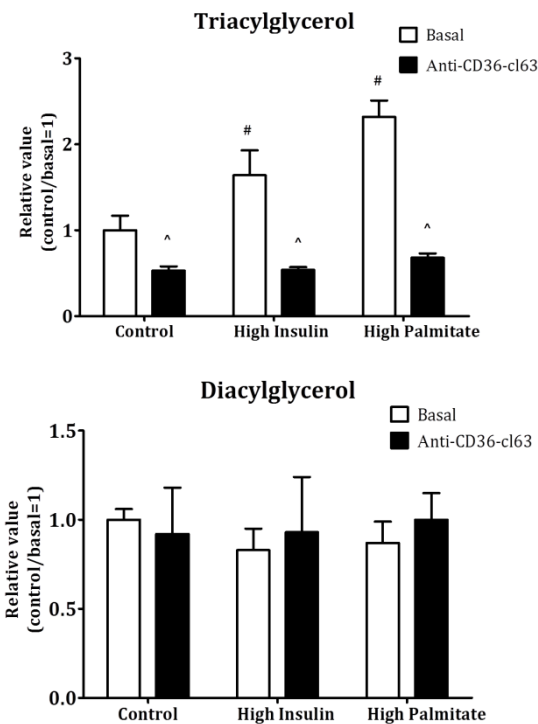 Triacylglycerol
Basal
Anti-CD36-cl63
Relative value
(control/basal=1)
3
2
1
0
#
#
^
^
^
Control
High Insulin
High Palmitate
Diacylglycerol
Basal
Anti-CD36-cl63
Relative value
(control/basal=1)
1.5
1.0
0.5
0.0
Control
High Insulin
High Palmitate